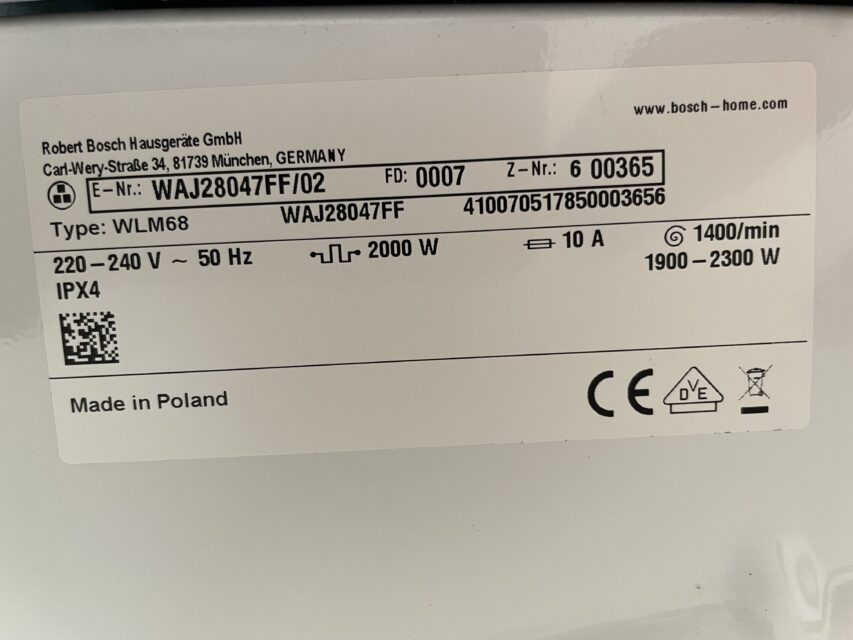 www.bosch-home.com
Robert Bosch Hausgeräte GmbH
Carl-Wery-Straße 34, 81739 München, GERMANY
E-Nr.: WAJ28047FF/02 FD: 0007 Z-Nr.: 6 00365
Type: WLM68 WAJ28047FF 410070517850003656
220-240 V ~ 50 Hz 2000 W 10 A 1400/min
IPX4 1900-2300 W
Made in Poland CE DVE